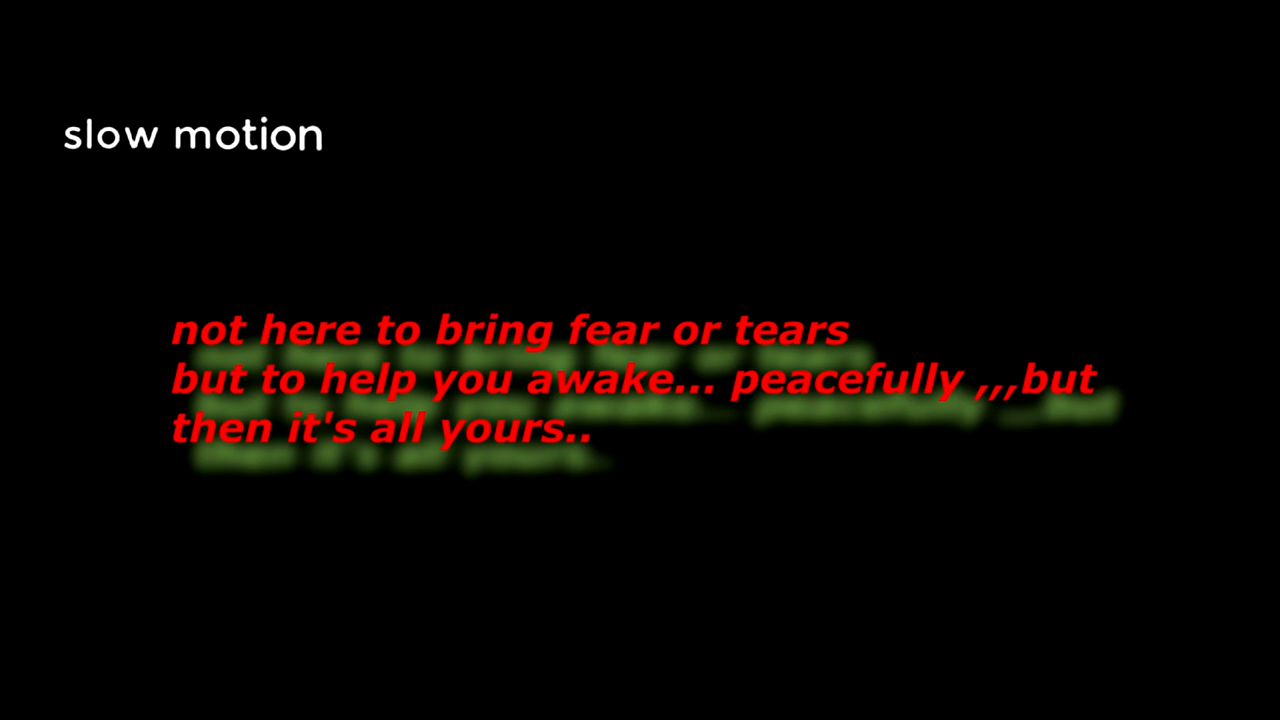 slow motion
not here to bring fear or tears
but to help you awake... peacefully ,,,but
then it's all yours..